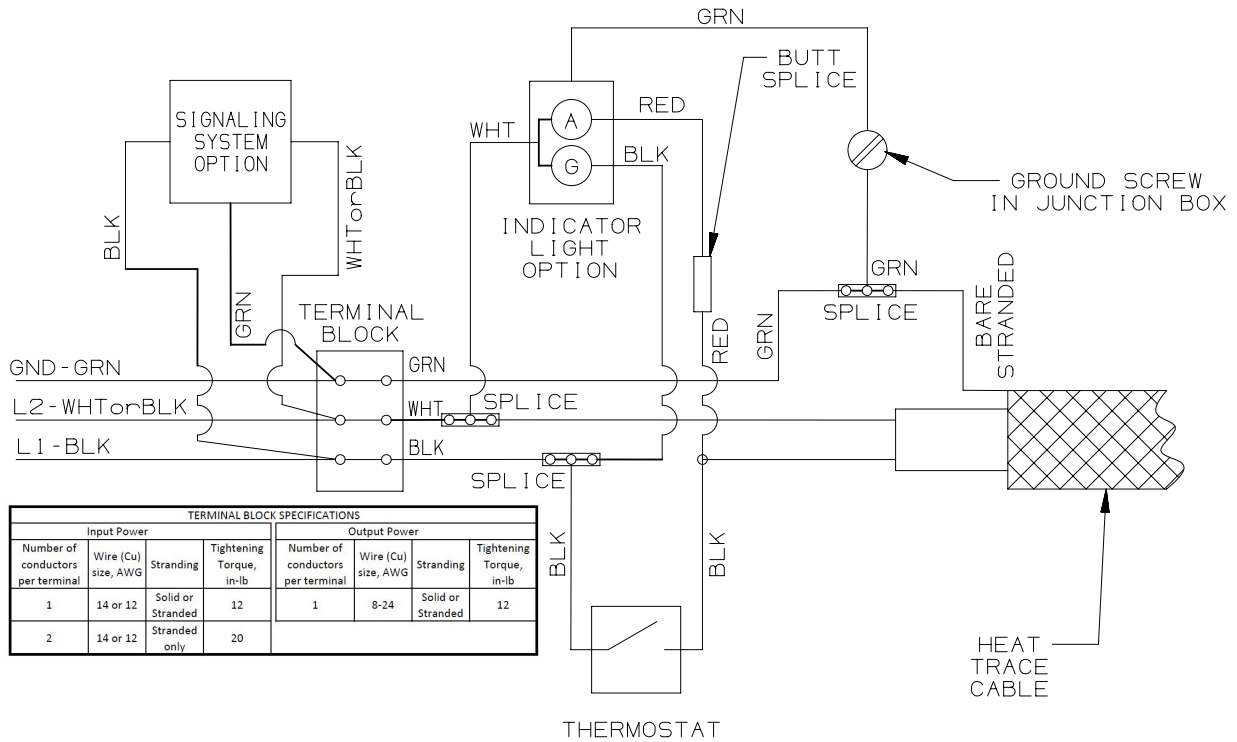 GRN
BUTT
SPLICE
SIGNALING
SYSTEM
OPTION
A
RED
WHT
G
BLK
GROUND SCREW
IN JUNCTION BOX
INDICATOR
LIGHT
OPTION
BLK
WHTorBLK
GRN
GRN
SPLICE
BARE
STRANDED
TERMINAL
BLOCK
RED
GRN
GND-GRN
GRN
L2-WHTorBLK
WHT
SPLICE
L1-BLK
BLK
SPLICE
TERMINAL BLOCK SPECIFICATIONS
Input Power
Output Power
Number of conductors per terminal
Wire (Cu) size, AWG
Stranding
Tightening Torque, in-lb
Number of conductors per terminal
Wire (Cu) size, AWG
Stranding
Tightening Torque, in-lb
1
14 or 12
Solid or Stranded
12
1
8-24
Solid or Stranded
12
2
14 or 12
Stranded only
20
BLK
BLK
HEAT
TRACE
CABLE
THERMOSTAT